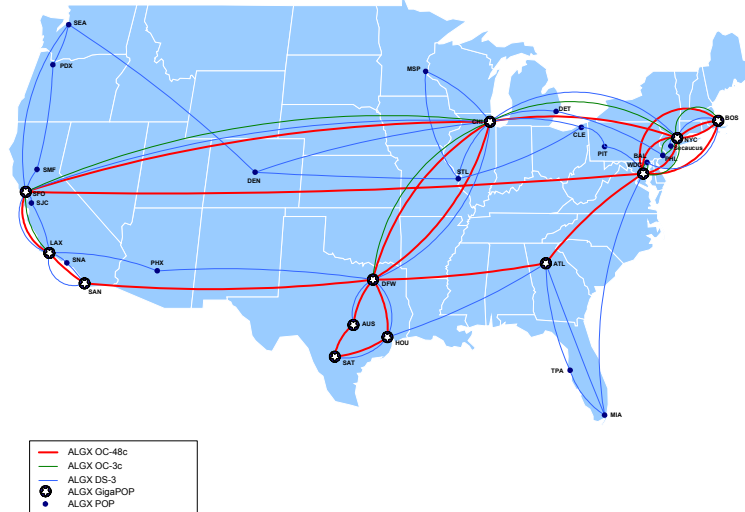 SEA
PDX
MSP
DET
BOS
CHI
CLE
NYC
Secaucus
PIT
BAL
PHL
WDC
SMF
DEN
STL
SFO
SJC
LAX
SNA
PHX
SAN
DFW
ATL
AUS
HOU
SAT
TPA
MIA
ALGX OC-48c
ALGX OC-3c
ALGX DS-3
ALGX GigaPOP
ALGX POP